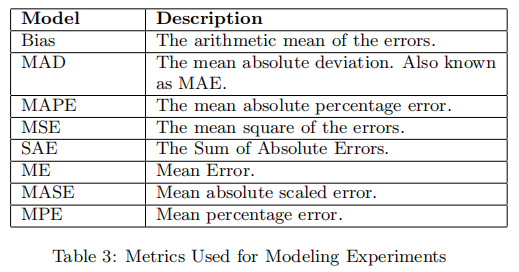 Model Description
Bias The arithmetic mean of the errors.
MAD The mean absolute deviation. Also known
as MAE.
MAPE The mean absolute percentage error.
MSE The mean square of the errors.
SAE The Sum of Absolute Errors.
ME Mean Error.
MASE Mean absolute scaled error.
MPE Mean percentage error.
Table 3: Metrics Used for Modeling Experiments